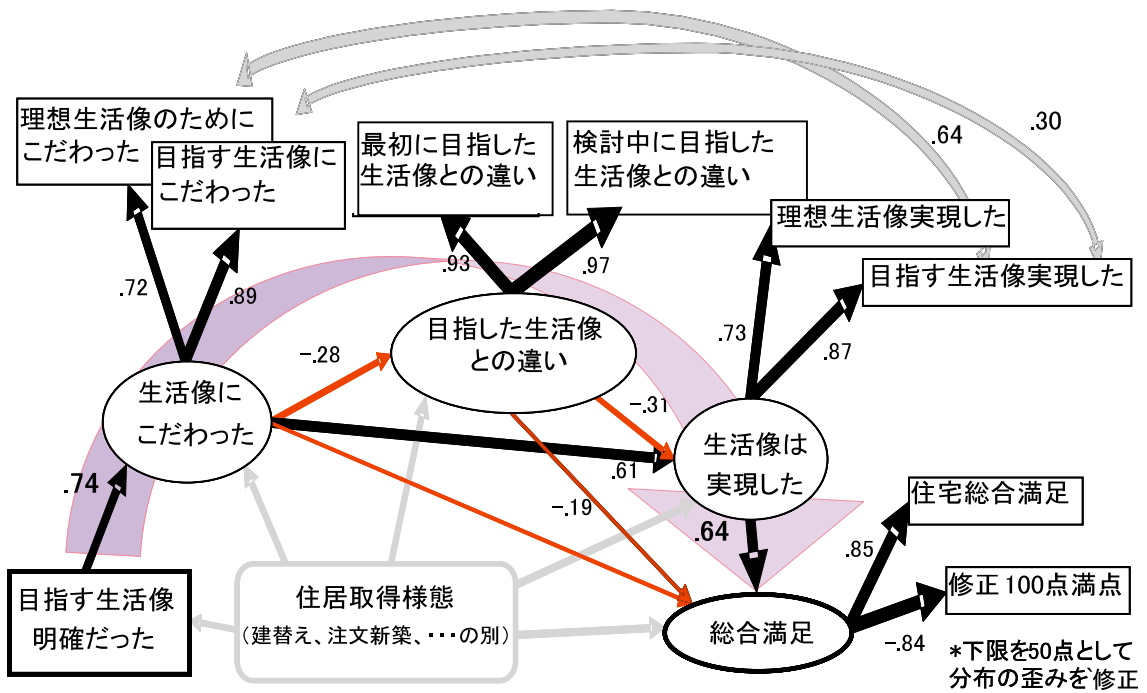 理想生活像のために
こだわった
目指す生活像に
こだわった
最初に目指した
生活像との違い
検討中に目指した
生活像との違い
.64
.30
理想生活像実現した
目指す生活像実現した
.72
.89
.93
.97
.73
.87
目指した生活像
との違い
-.28
-.31
生活像に
こだわった
生活像は
実現した
.61
.74
-.19
.64
住宅総合満足
.85
修正100点満点
-.84
目指す生活像
明確だった
住居取得様態
(建替え、注文新築、・・・の別)
総合満足
*下限を50点として
分布の歪みを修正